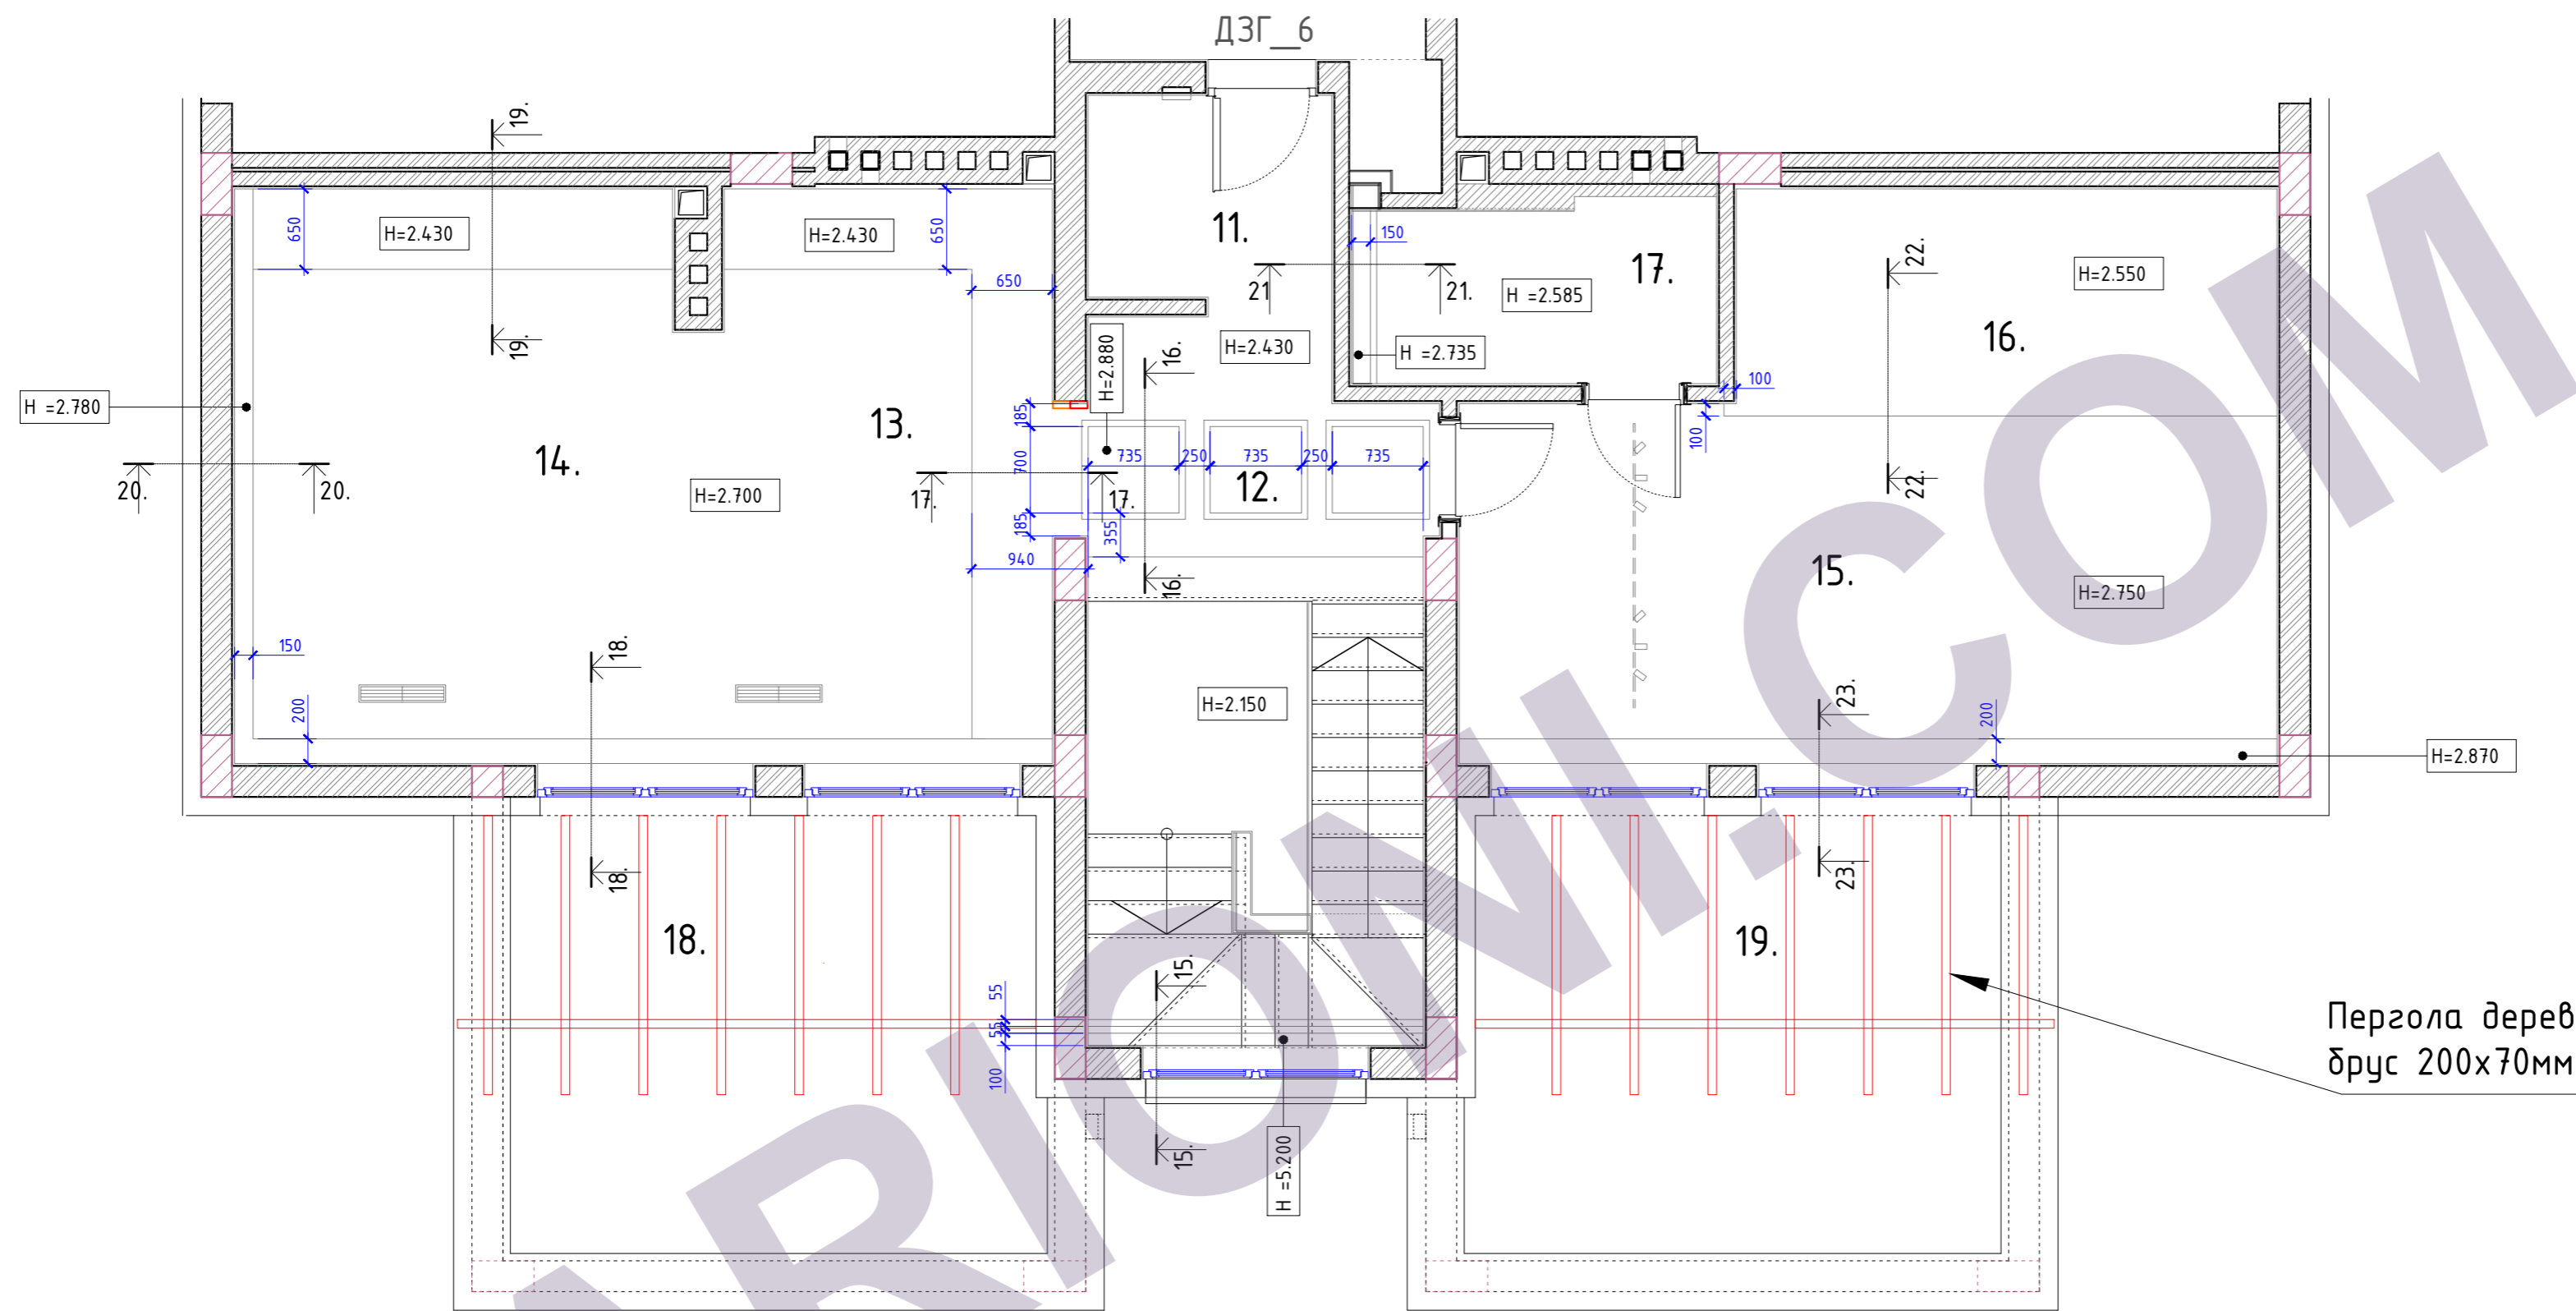 ДЗГ_6
19.
650
H=2.430
H=2.430
650
11.
150
17.
22.
H=2.550
650
21
21.
H =2.585
H=2.880
16.
H=2.430
H =2.735
16.
19.
H =2.780
13.
185
100
14.
20.
20.
H=2.700
17.
17.
700
735
250
735
250
735
12.
100
22.
185
355
940
16.
15.
H=2.750
150
18.
200
H=2.150
23.
200
H=2.870
18.
18.
23.
19.
15.
55
55
100
Пергола дерев
брус 200х70мм
15.
H =5.200
ARIONI.COM